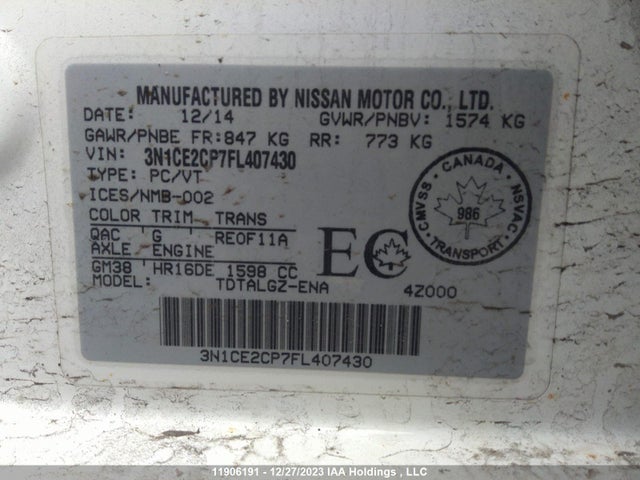 MANUFACTURED BY NISSAN MOTOR CO., LTD.
DATE: 12/14 GVWR/PNBV: 1574 KG
GAWR/PNBE FR:847 KG RR: 773 KG
VIN: 3N1CE2CP7FL407430
TYPE: PC/VT
ICES/NMB-002
COLOR TRIM TRANS
QAC G RE0F11A
AXLE ENGINE
GM38 HR16DE 1598 CC
MODEL: TDTALGZ-ENA 4Z000
EC
CANADA
CMVSS NSVAC
986
TRANSPORT
3N1CE2CP7FL407430
11906191 - 12/27/2023 IAA Holdings , LLC